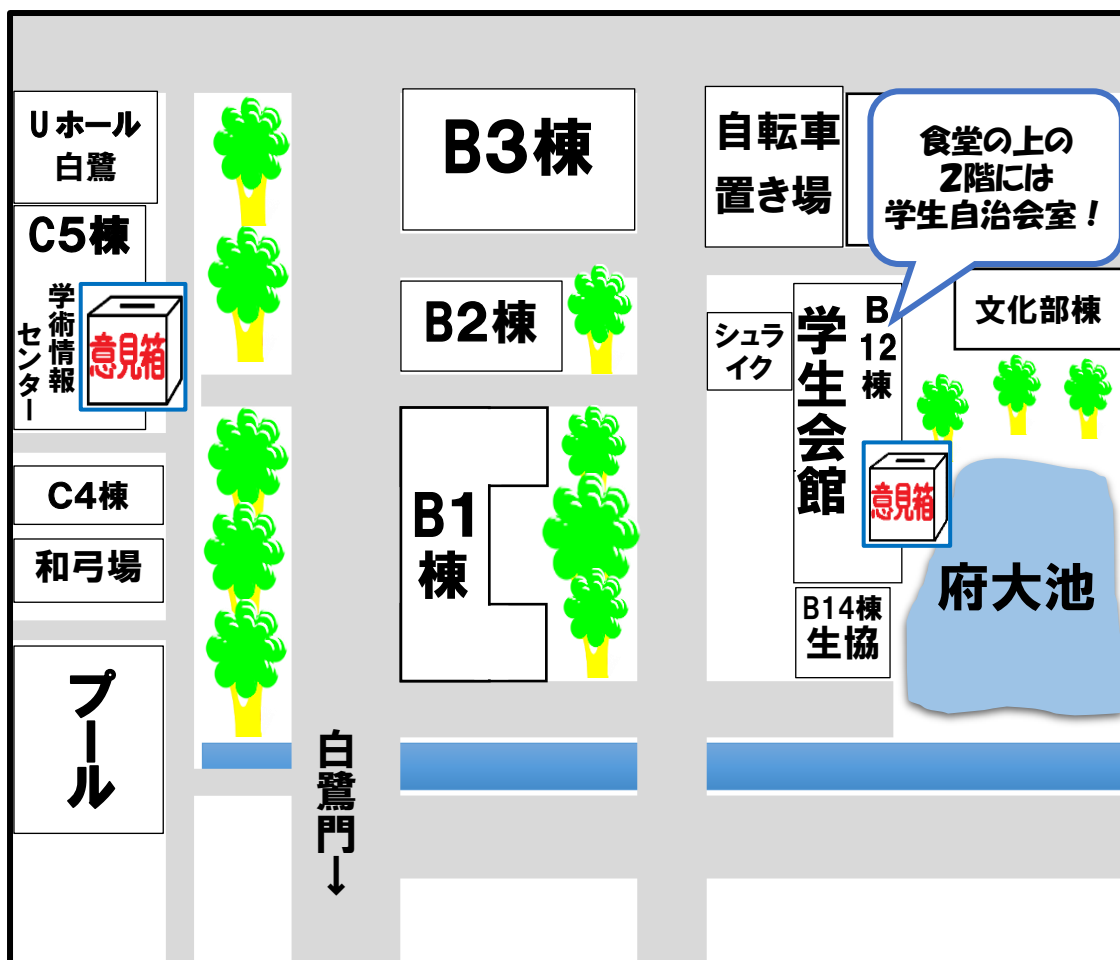 Uホール
白鷺
C5棟
学術情報
センター
意見箱
C4棟
和弓場
プール
白鷺門↓
B3棟
B2棟
B1
棟
自転車
置き場
食堂の上の
2階には
学生自治会室！
文化部棟
シュラ
イク
学生会館
B
12
棟
意見箱
B14棟
生協
府大池